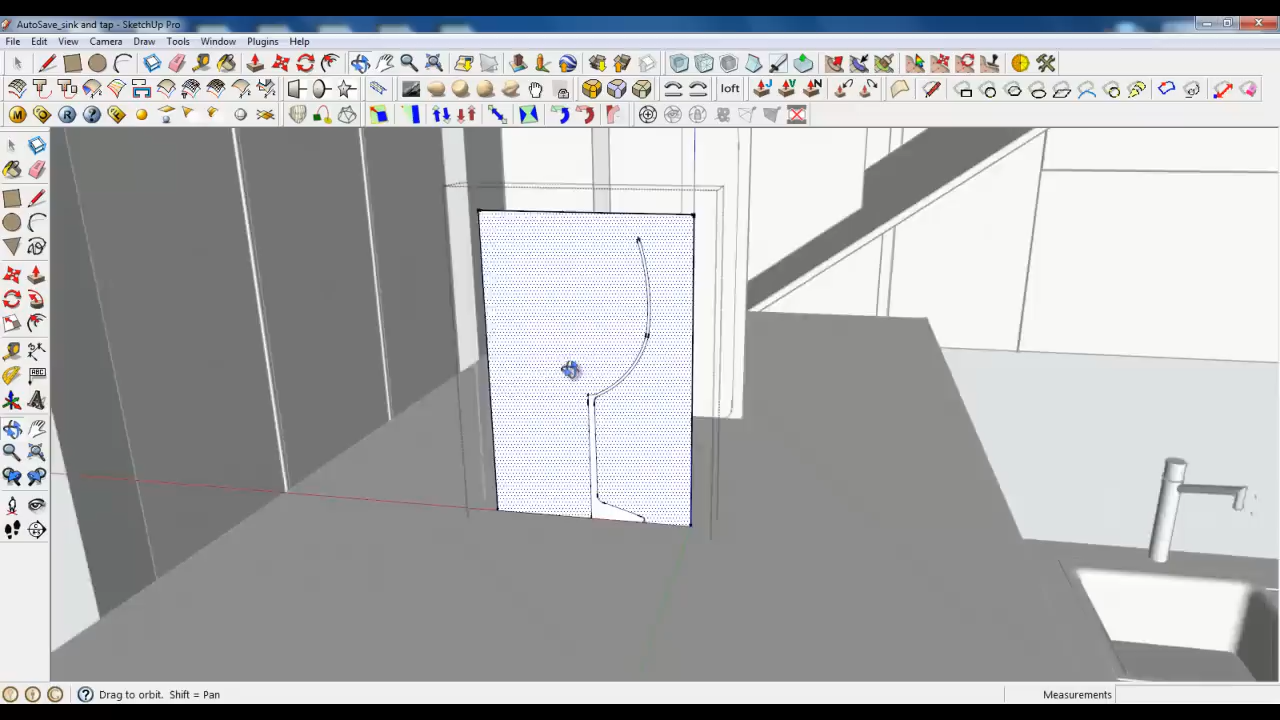 AutoSave_sink and tap - SketchUp Pro
File Edit View Camera Draw Tools Window Plugins Help
loft
M R ?
ABC
? Drag to orbit. Shift = Pan
Measurements